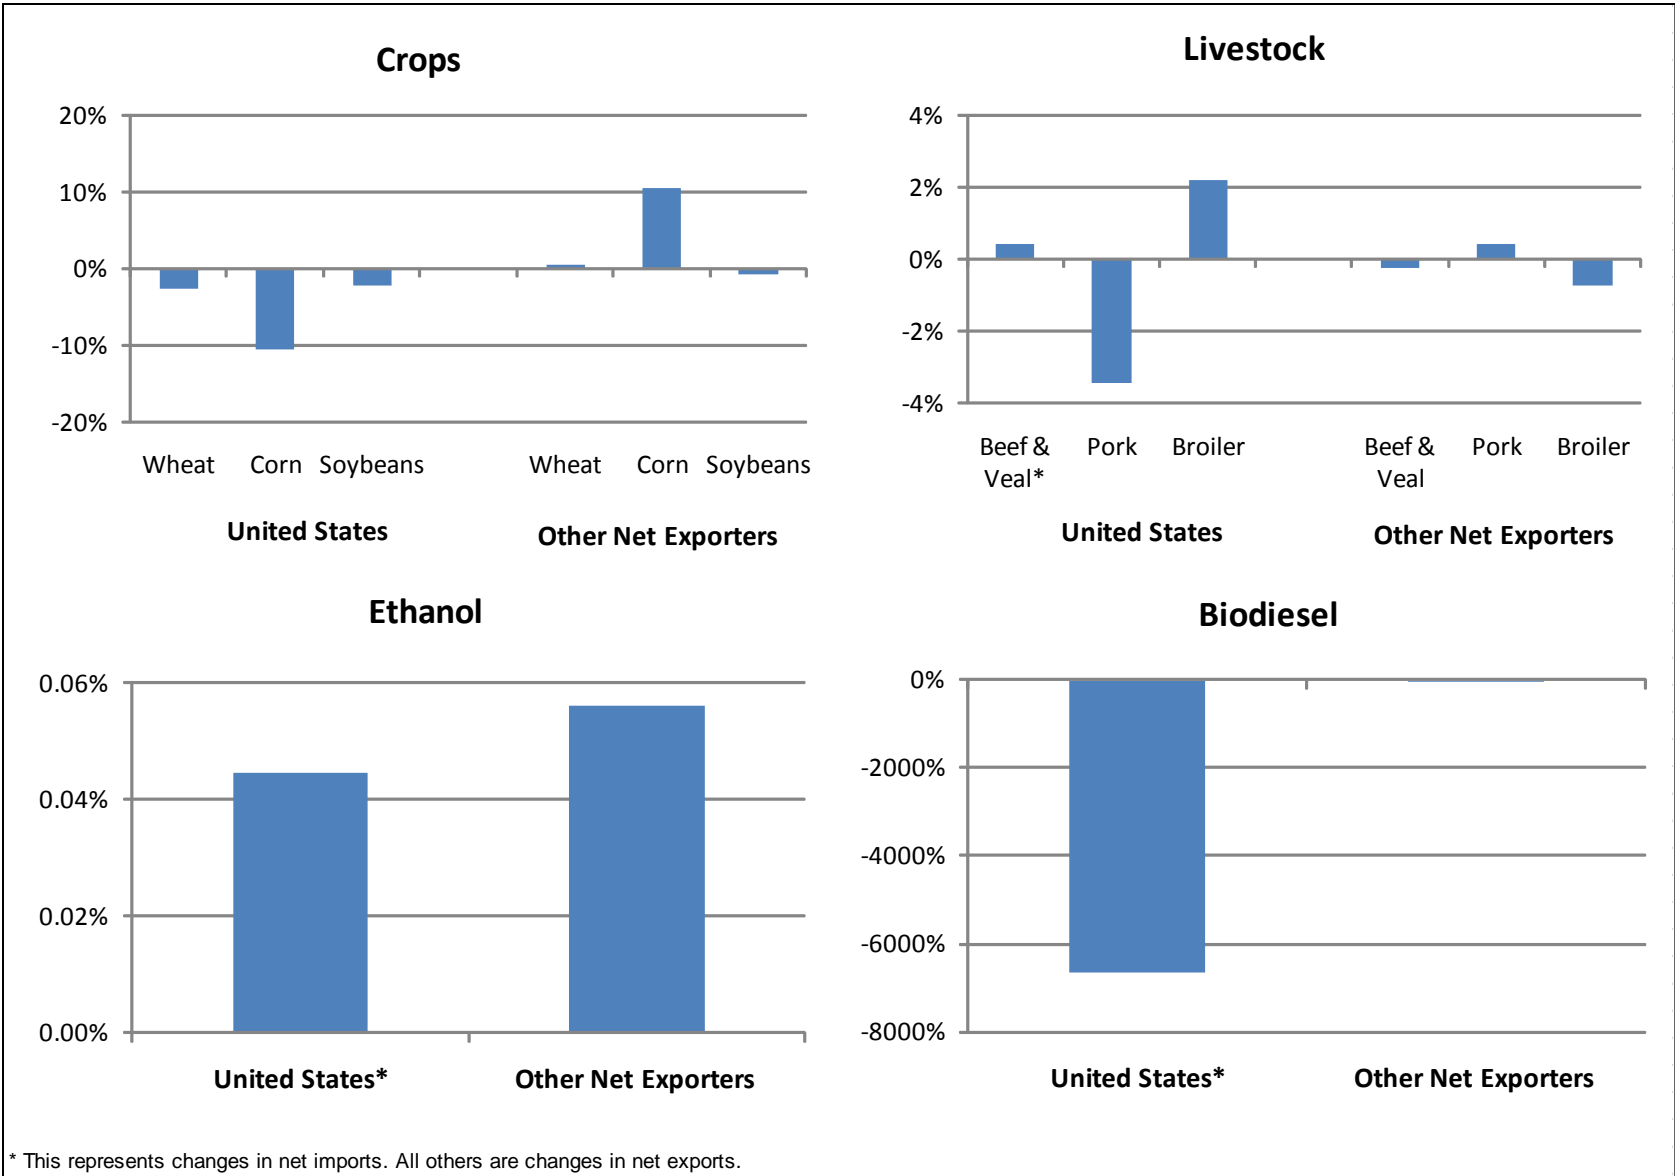 Crops
20%
10%
0%
-10%
-20%
Wheat Corn Soybeans Wheat Corn Soybeans
United States Other Net Exporters
Livestock
4%
2%
0%
-2%
-4%
Beef & Pork Broiler Beef & Pork Broiler
Veal* Veal
United States Other Net Exporters
Ethanol
0.06%
0.04%
0.02%
0.00%
United States* Other Net Exporters
Biodiesel
0%
-2000%
-4000%
-6000%
-8000%
United States* Other Net Exporters
* This represents changes in net imports. All others are changes in net exports.